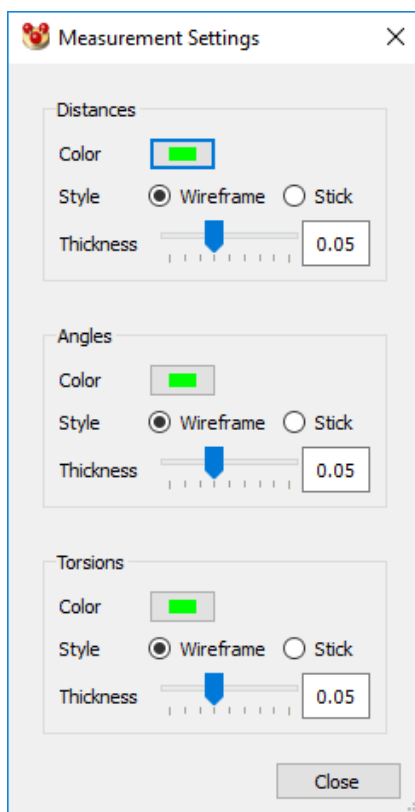 Measurement Settings
Distances
Color
Style Wireframe Stick
Thickness 0.05
Angles
Color
Style Wireframe Stick
Thickness 0.05
Torsions
Color
Style Wireframe Stick
Thickness 0.05
Close